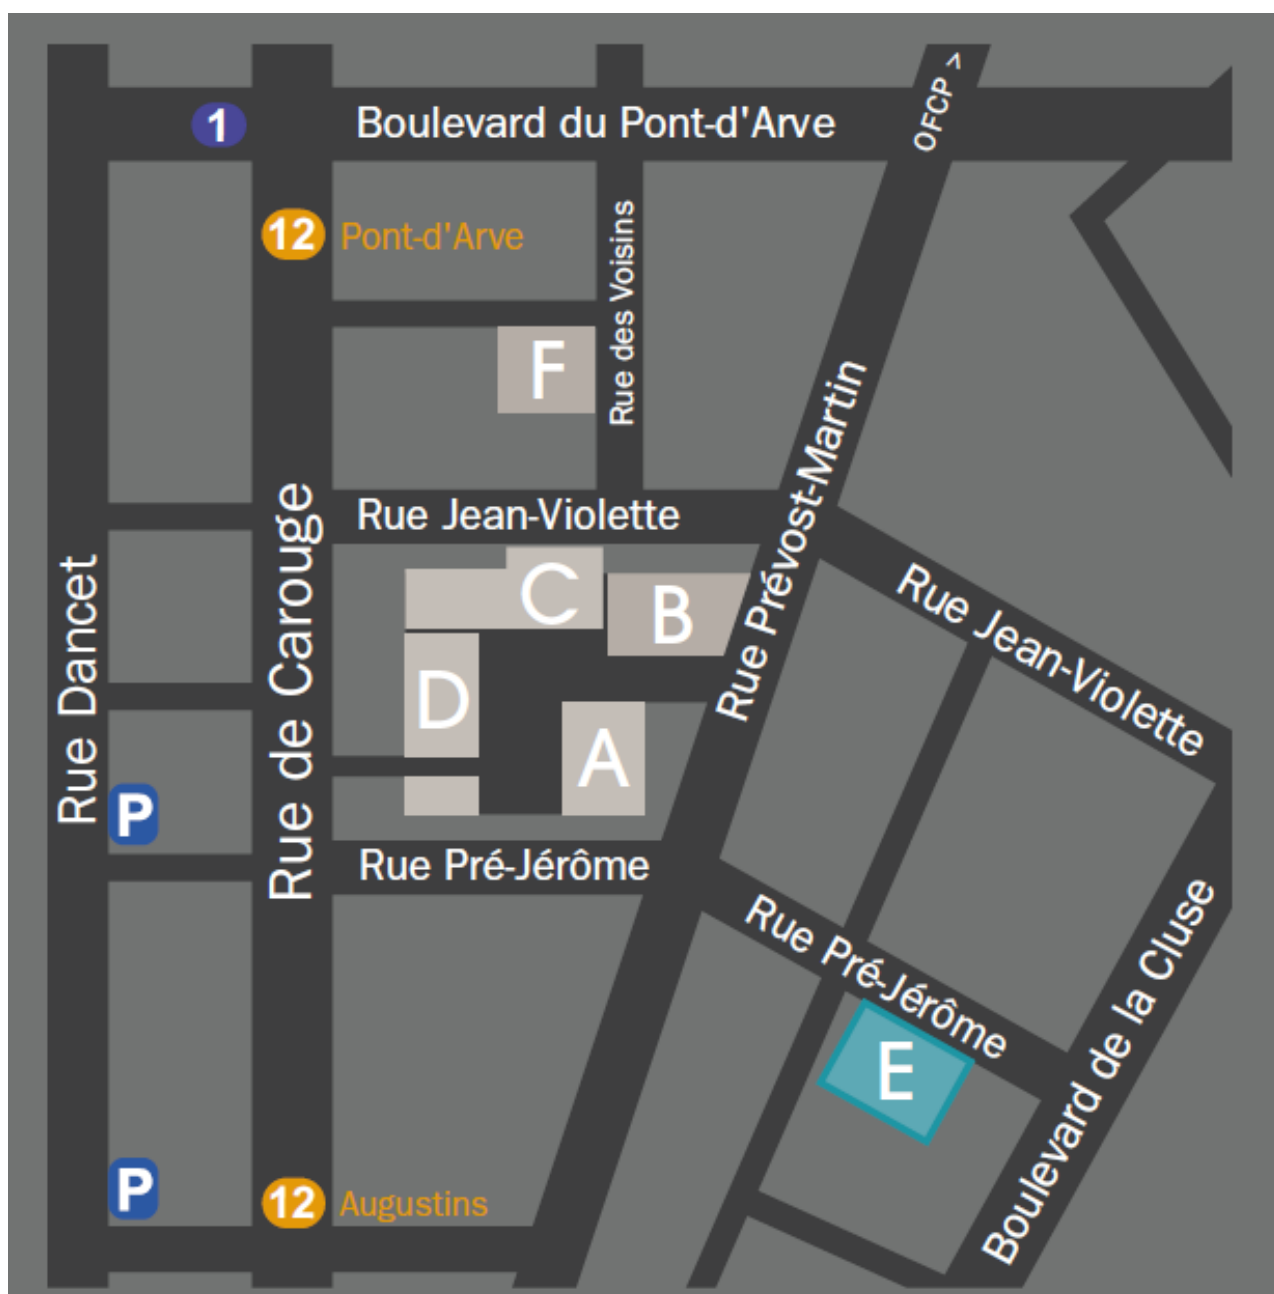 OFCP >
1
Boulevard du Pont-d'Arve
12 Pont-d'Arve
Rue des Voisins
F
Rue Prévost-Martin
Rue de Carouge
Rue Jean-Violette
Rue Dancet
C
B
Rue Jean-Violette
D
A
P
Rue Pré-Jérôme
Rue Pré-Jérôme
Boulevard de la Cluse
E
P
12 Augustins